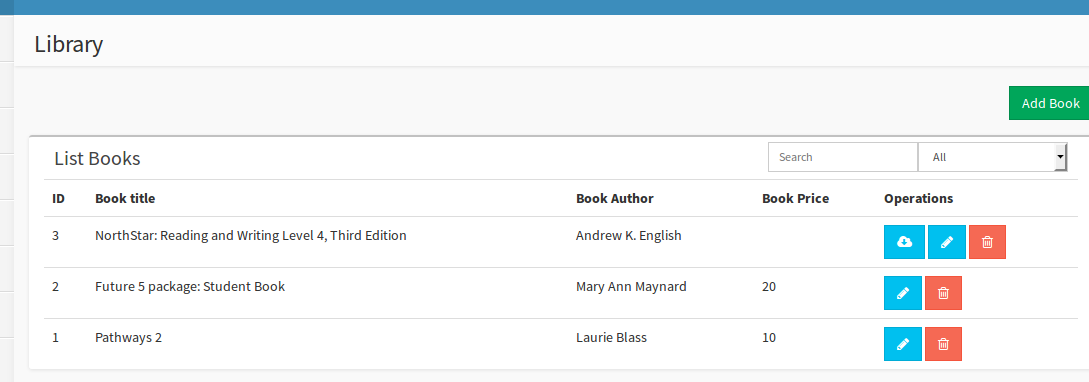 Library
Add Book
List Books
Search
All
ID Book title Book Author Book Price Operations
3 NorthStar: Reading and Writing Level 4, Third Edition Andrew K. English
2 Future 5 package: Student Book Mary Ann Maynard 20
1 Pathways 2 Laurie Blass 10